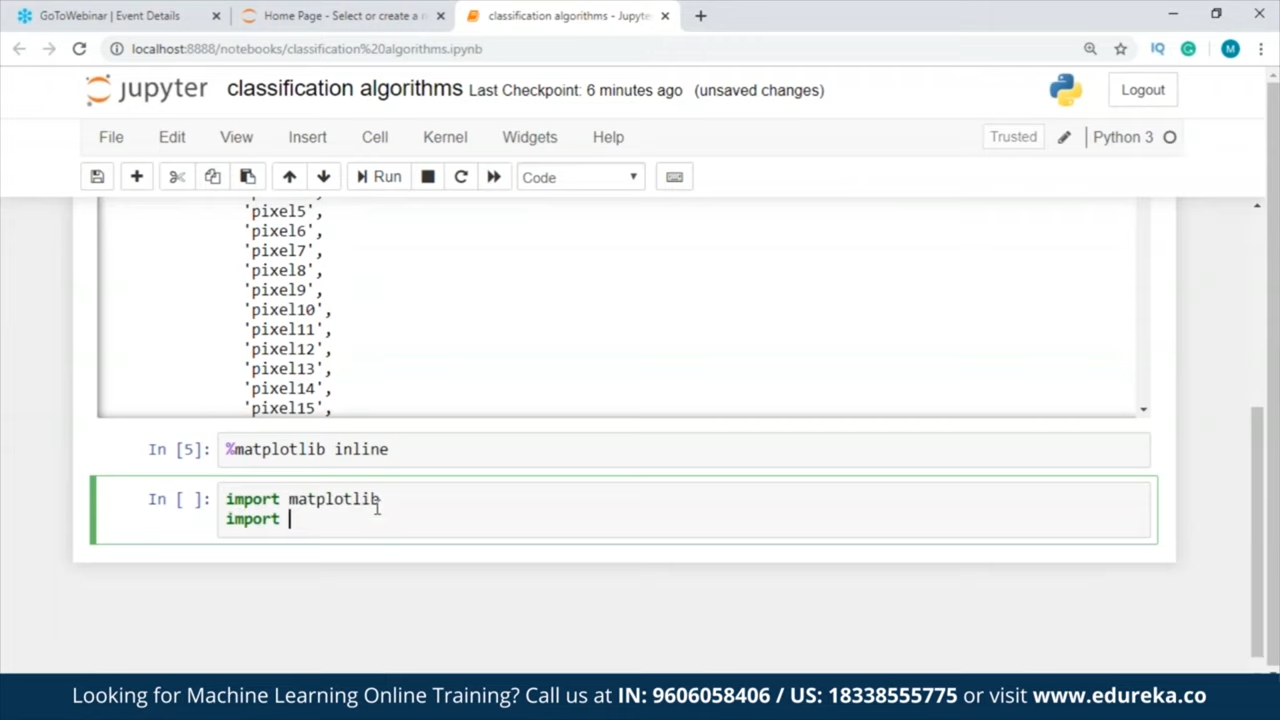 GoToWebinar | Event Details
Home Page - Select or create a n
classification algorithms - Jupyte
localhost:8888/notebooks/classification%20algorithms.ipynb
IQ
M
jupyter
classification algorithms Last Checkpoint: 6 minutes ago (unsaved changes)
Logout
File Edit View Insert Cell Kernel Widgets Help
Trusted
Python 3
Run
Code
'pixel5',
'pixel6',
'pixel7',
'pixel8',
'pixel9',
'pixel10',
'pixel11',
'pixel12',
'pixel13',
'pixel14',
'pixel15',
In [5]: %matplotlib inline
In [ ]: import matplotlib
import
Looking for Machine Learning Online Training? Call us at IN: 9606058406 / US: 18338555775 or visit www.edureka.co